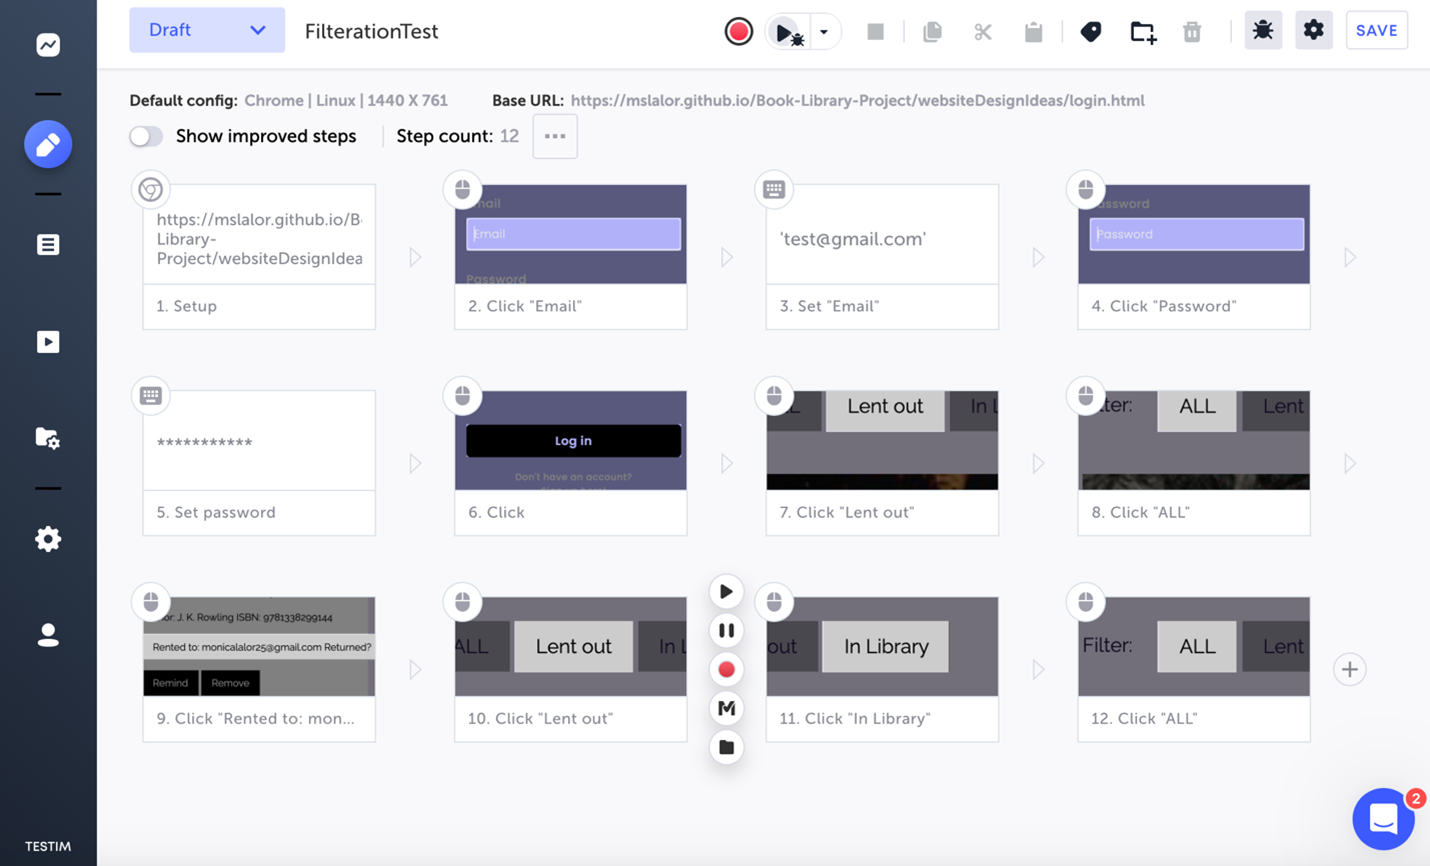 Draft
FilterationTest
SAVE
Default config: Chrome | Linux | 1440 X 761
Base URL: https://mslalor.github.io/Book-Library-Project/websiteDesignIdeas/login.html
Show improved steps
Step count: 12
https://mslalor.github.io/B
Library-
Project/websiteDesignIdea
1. Setup
mail
Email
Password
2. Click "Email"
'test@gmail.com'
3. Set "Email"
assword
Password
4. Click "Password"
***********
5. Set password
Log in
Don't have an account?
6. Click
L
Lent out
In L
7. Click "Lent out"
ter:
ALL
Lent
8. Click "ALL"
or: J. K. Rowling ISBN: 9781338299144
Rented to: monicalalor25@gmail.com Returned?
Remind
Remove
9. Click "Rented to: mon...
ALL
Lent out
In L
10. Click "Lent out"
out
In Library
11. Click "In Library"
Filter:
ALL
Lent
12. Click "ALL"
TESTIM
2